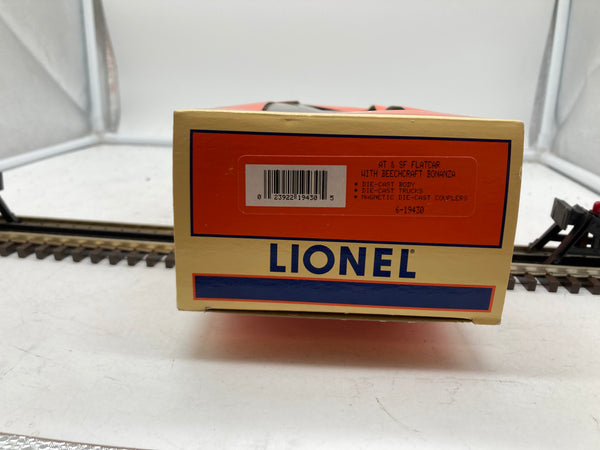 AT & SF FLATCAR
WITH BEECHCRAFT BONANZA
* DIE-CAST BODY
* DIE-CAST TRUCKS
* MAGNETIC DIE-CAST COUPLERS
6-19430
0 23922 19430 5
LIONEL®